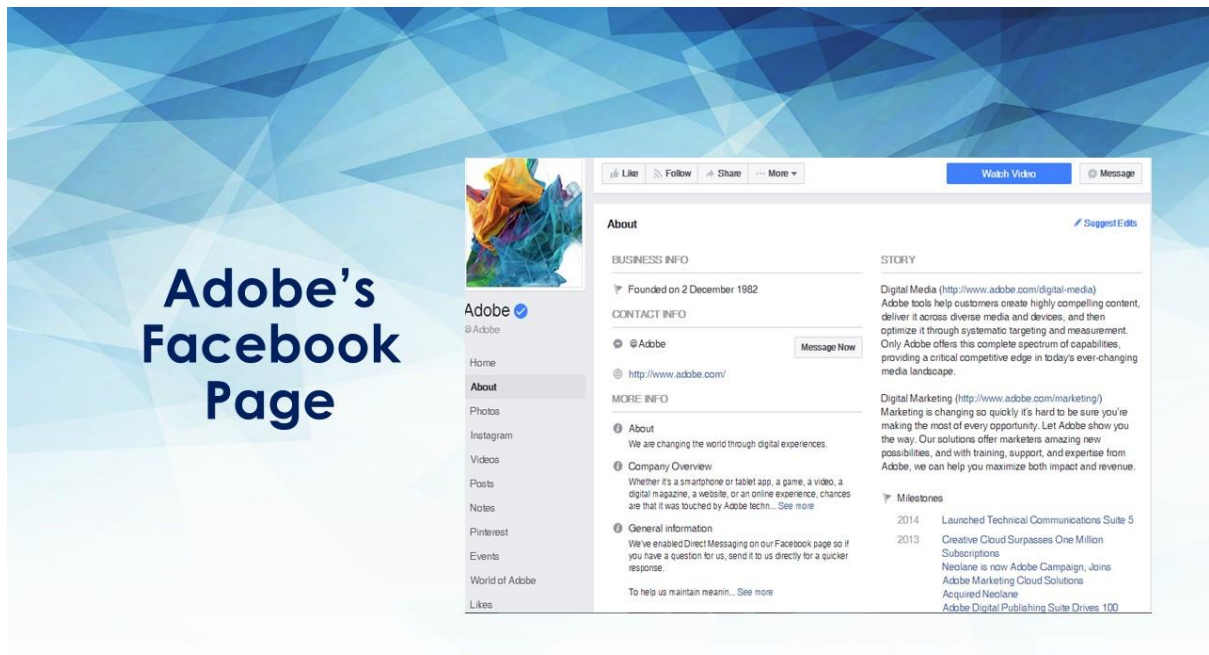 Adobe's
Facebook
Page
Like Follow Share ··· More
Watch Video Message
Adobe
@Adobe
Home
About
Photos
Instagram
Videos
Posts
Notes
Pinterest
Events
World of Adobe
Likes
About
Suggest Edits
BUSINESS INFO
Founded on 2 December 1982
CONTACT INFO
@Adobe
Message Now
http://www.adobe.com/
MORE INFO
About
We are changing the world through digital experiences.
Company Overview
Whether it's a smartphone or tablet app, a game, a video, a
digital magazine, a website, or an online experience, chances
are that it was touched by Adobe techn... See more
General information
We've enabled Direct Messaging on our Facebook page so if
you have a question for us, send it to us directly for a quicker
response.
To help us maintain meanin... See more
STORY
Digital Media (http://www.adobe.com/digital-media)
Adobe tools help customers create highly compelling content,
deliver it across diverse media and devices, and then
optimize it through systematic targeting and measurement.
Only Adobe offers this complete spectrum of capabilities,
providing a critical competitive edge in today's ever-changing
media landscape.
Digital Marketing (http://www.adobe.com/marketing/)
Marketing is changing so quickly it's hard to be sure you're
making the most of every opportunity. Let Adobe show you
the way. Our solutions offer marketers amazing new
possibilities, and with training, support, and expertise from
Adobe, we can help you maximize both impact and revenue.
Milestones
2014 Launched Technical Communications Suite 5
2013 Creative Cloud Surpasses One Million
Subscriptions
Neolane is now Adobe Campaign, Joins
Adobe Marketing Cloud Solutions
Acquired Neolane
Adobe Digital Publishing Suite Drives 100